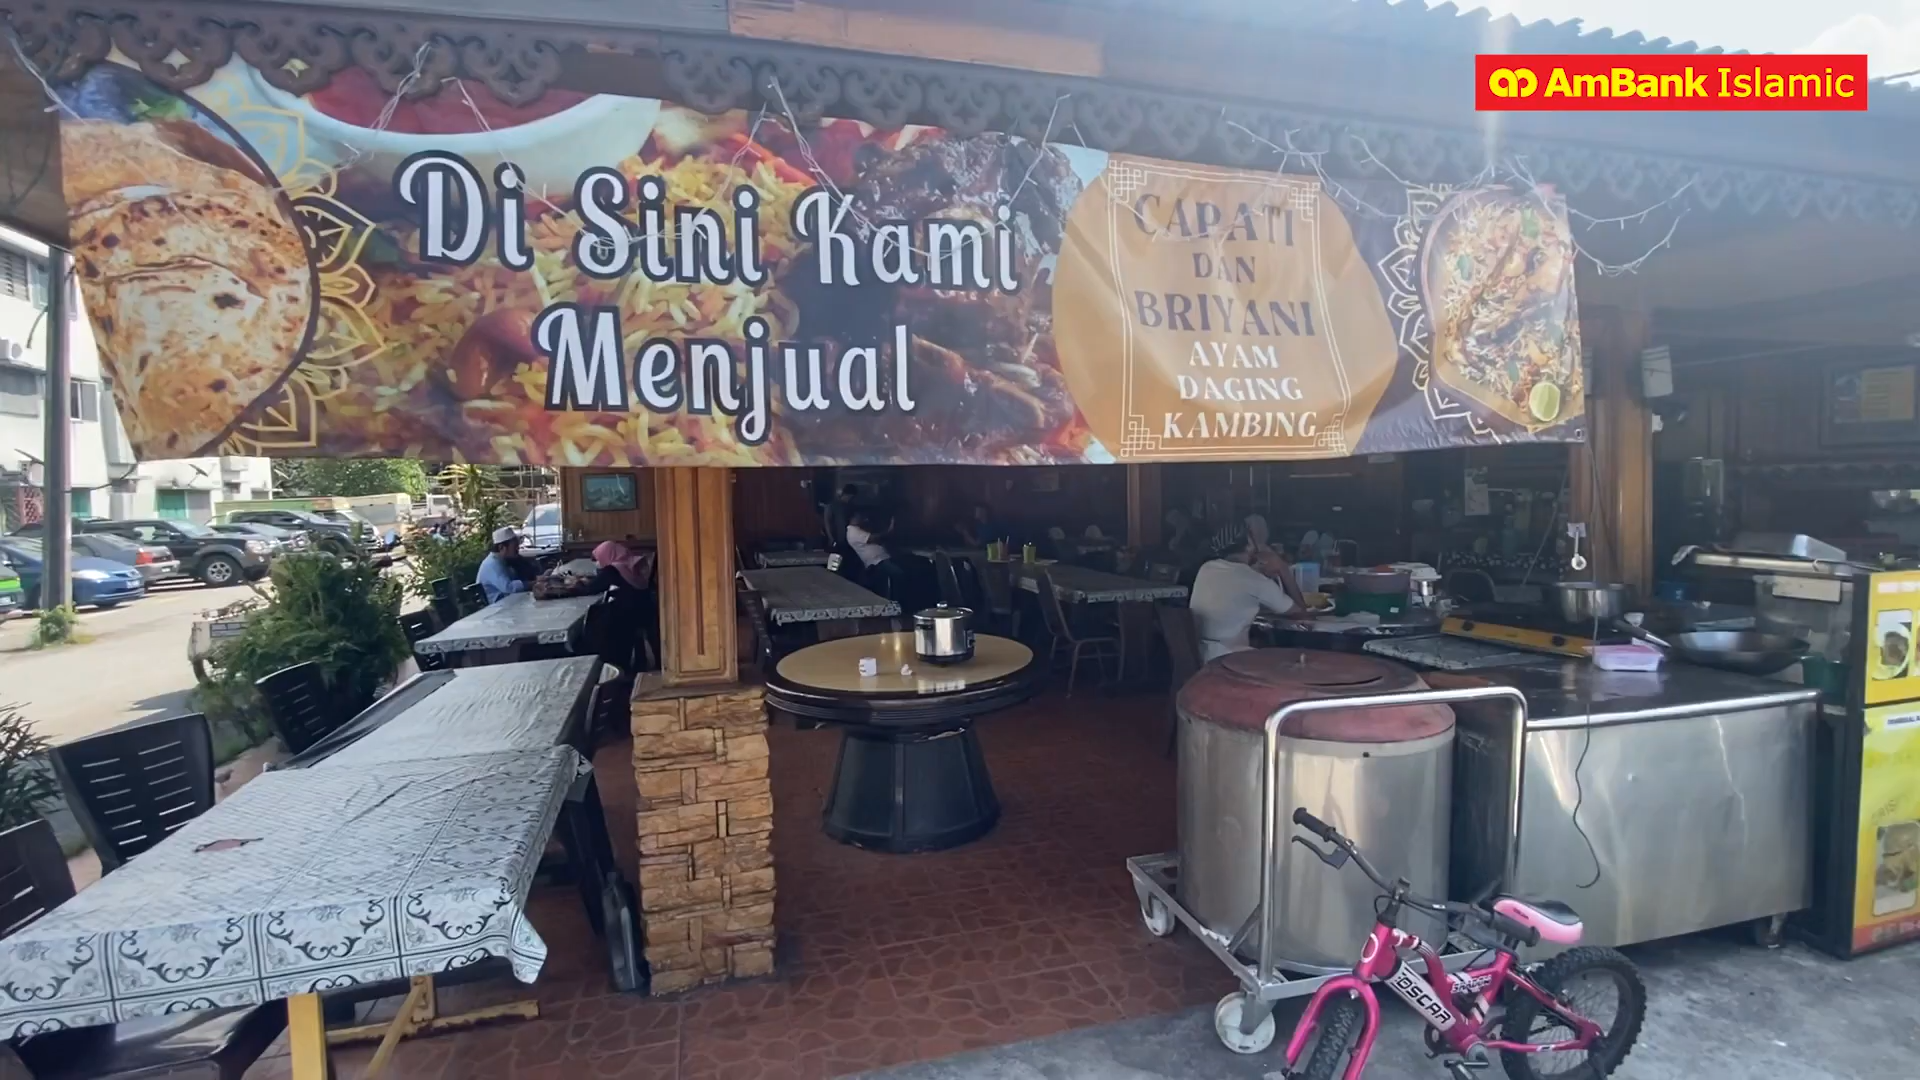 AmBank Islamic
Di Sini Kami
Menjual
CAPATI
DAN
BRIYANI
AYAM
DAGING
KAMBING
OSCAR